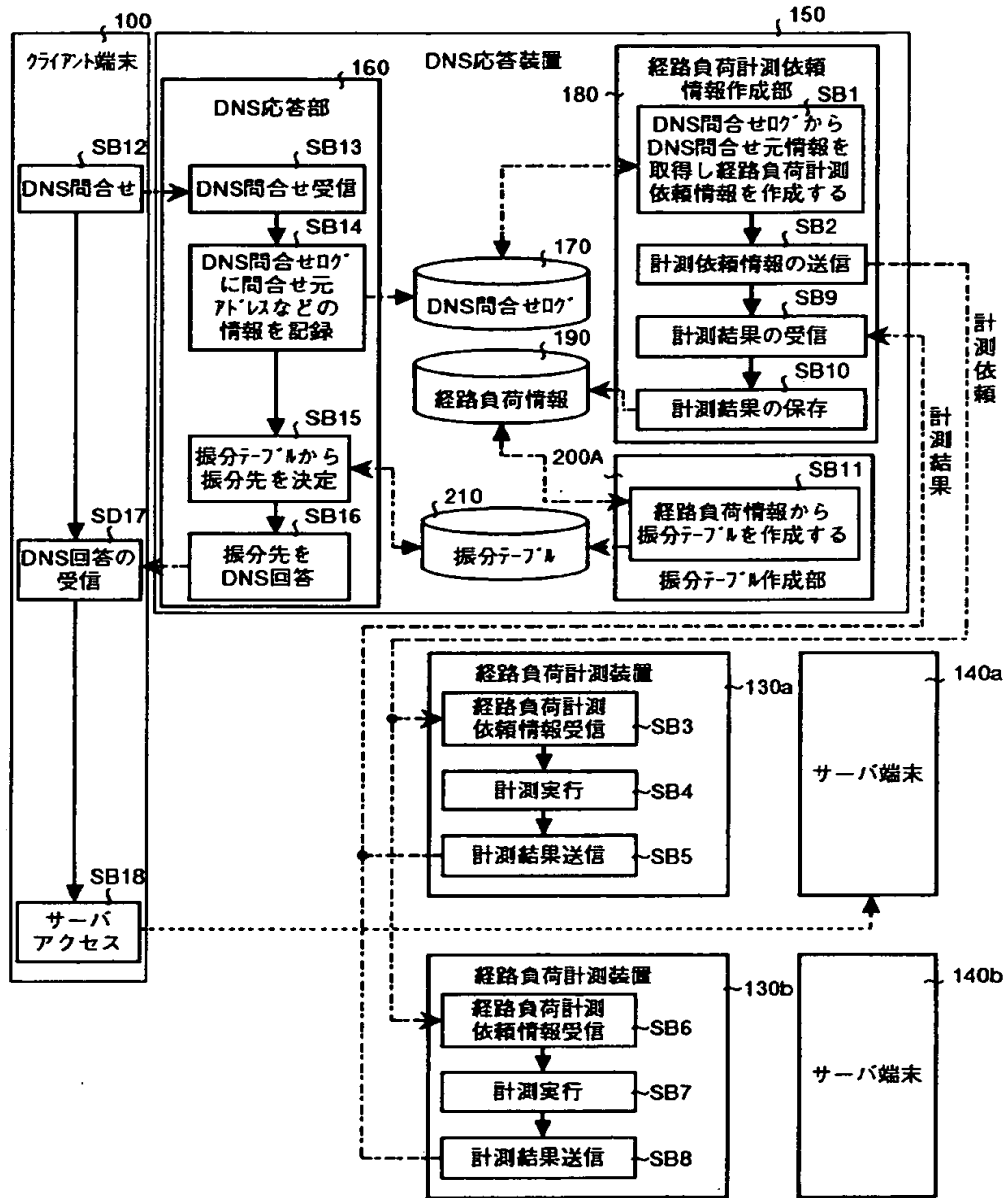 100
クライアント端末
SB12
DNS問合せ
SD17
DNS回答の
受信
SB18
サーバ
アクセス
150
DNS応答装置
160
DNS応答部
SB13
DNS問合せ受信
SB14
DNS問合せログ
に問合せ元
アドレスなどの
情報を記録
SB15
振分テーブルから
振分先を決定
SB16
振分先を
DNS回答
170
DNS問合せログ
190
経路負荷情報
210
振分テーブル
180
経路負荷計測依頼
情報作成部
SB1
DNS問合せログから
DNS問合せ元情報を
取得し経路負荷計測
依頼情報を作成する
SB2
計測依頼情報の送信
SB9
計測結果の受信
SB10
計測結果の保存
200A
SB11
経路負荷情報から
振分テーブルを作成する
振分テーブル作成部
計測依頼
計測結果
経路負荷計測装置
130a
経路負荷計測
依頼情報受信
SB3
計測実行
SB4
計測結果送信
SB5
140a
サーバ端末
経路負荷計測装置
130b
経路負荷計測
依頼情報受信
SB6
計測実行
SB7
計測結果送信
SB8
140b
サーバ端末